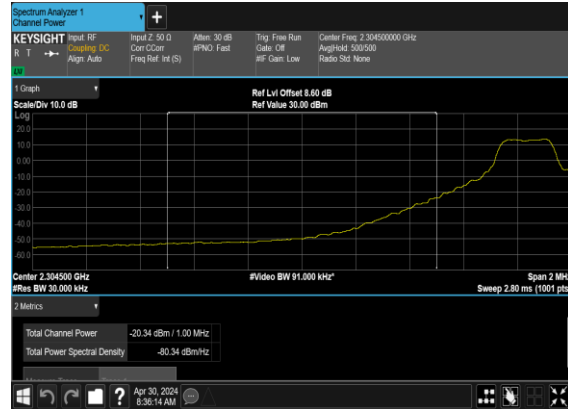 Spectrum Analyzer 1
Channel Power
+
KEYSIGHT Input: RF Input Z: 50 Ω Atten: 30 dB Trig: Free Run Center Freq: 2.304500000 GHz
R T Coupling: DC Corr CCorr #PNO: Fast Gate: Off Avg|Hold: 500/500
Align: Auto Freq Ref: Int (S) #IF Gain: Low Radio Std: None
1 Graph
Ref Lvl Offset 8.60 dB
Scale/Div 10.0 dB Ref Value 30.00 dBm
Log
20.0
10.0
0.00
-10.0
-20.0
-30.0
-40.0
-50.0
-60.0
Center 2.304500 GHz #Video BW 91.000 kHz* Span 2 MH
#Res BW 30.000 kHz Sweep 2.80 ms (1001 pts
2 Metrics
Total Channel Power -20.34 dBm / 1.00 MHz
Total Power Spectral Density -80.34 dBm/Hz
?
Apr 30, 2024
8:36:14 AM